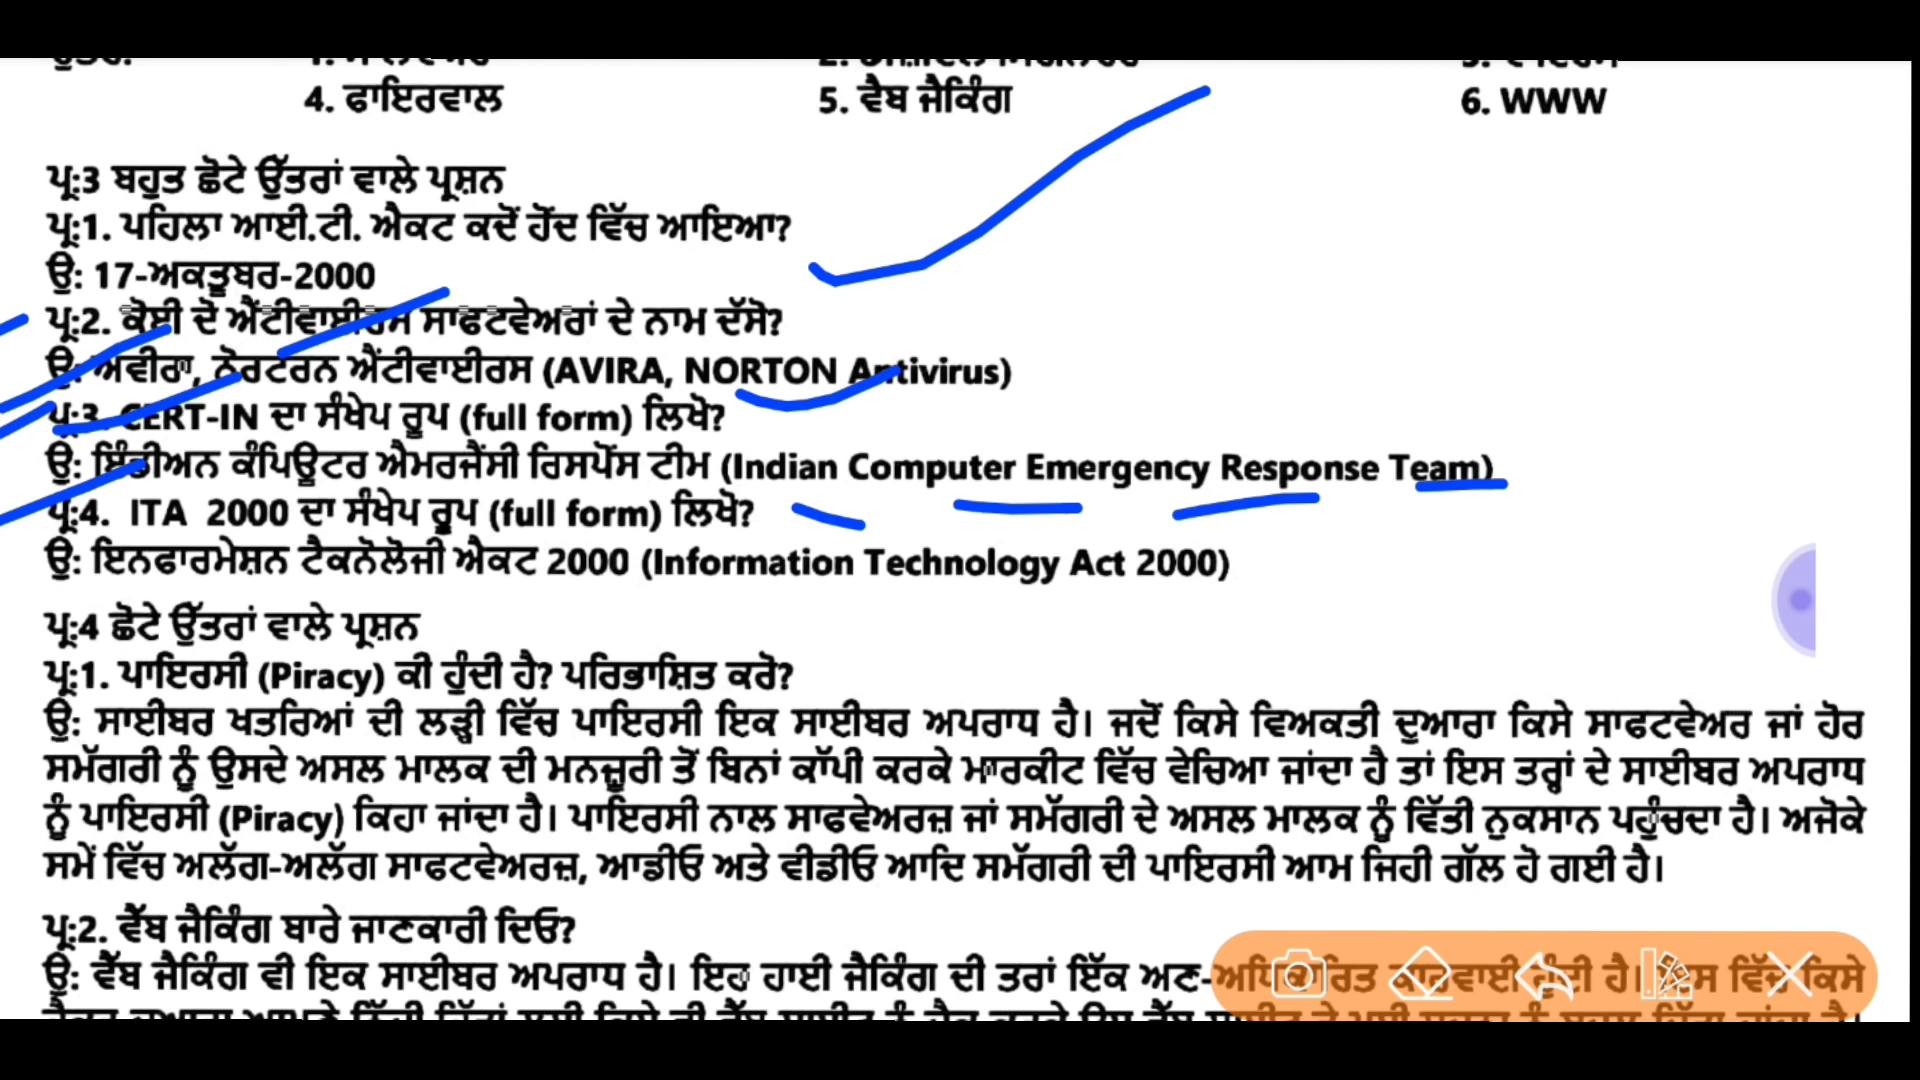 4. ਫਾਇਰਵਾਲ 5. ਵੈਬ ਜੈਕਿੰਗ 6. WWW
ਪ੍ਰ:3 ਬਹੁਤ ਛੋਟੇ ਉੱਤਰਾਂ ਵਾਲੇ ਪ੍ਰਸ਼ਨ
ਪ੍ਰ:1. ਪਹਿਲਾ ਆਈ.ਟੀ. ਐਕਟ ਕਦੋਂ ਹੋਂਦ ਵਿੱਚ ਆਇਆ?
ਉ: 17-ਅਕਤੂਬਰ-2000
ਪ੍ਰ:2. ਕੋਈ ਦੋ ਐਂਟੀਵਾਈਰਸ ਸਾਫਟਵੇਅਰਾਂ ਦੇ ਨਾਮ ਦੱਸੋ?
ਉ: ਅਵੀਰਾ, ਨੋਰਟਰਨ ਐਂਟੀਵਾਈਰਸ (AVIRA, NORTON Antivirus)
ਪ੍ਰ:3. CERT-IN ਦਾ ਸੰਖੇਪ ਰੂਪ (full form) ਲਿਖੋ?
ਉ: ਇੰਡੀਅਨ ਕੰਪਿਊਟਰ ਐਮਰਜੈਂਸੀ ਰਿਸਪੋਂਸ ਟੀਮ (Indian Computer Emergency Response Team)
ਪ੍ਰ:4. ITA 2000 ਦਾ ਸੰਖੇਪ ਰੂਪ (full form) ਲਿਖੋ?
ਉ: ਇਨਫਾਰਮੇਸ਼ਨ ਟੈਕਨੋਲੋਜੀ ਐਕਟ 2000 (Information Technology Act 2000)
ਪ੍ਰ:4 ਛੋਟੇ ਉੱਤਰਾਂ ਵਾਲੇ ਪ੍ਰਸ਼ਨ
ਪ੍ਰ:1. ਪਾਇਰਸੀ (Piracy) ਕੀ ਹੁੰਦੀ ਹੈ? ਪਰਿਭਾਸ਼ਿਤ ਕਰੋ?
ਉ: ਸਾਈਬਰ ਖਤਰਿਆਂ ਦੀ ਲੜੀ ਵਿੱਚ ਪਾਇਰਸੀ ਇਕ ਸਾਈਬਰ ਅਪਰਾਧ ਹੈ। ਜਦੋਂ ਕਿਸੇ ਵਿਅਕਤੀ ਦੁਆਰਾ ਕਿਸੇ ਸਾਫਟਵੇਅਰ ਜਾਂ ਹੋਰ
ਸਮੱਗਰੀ ਨੂੰ ਉਸਦੇ ਅਸਲ ਮਾਲਕ ਦੀ ਮਨਜ਼ੂਰੀ ਤੋਂ ਬਿਨਾਂ ਕਾੱਪੀ ਕਰਕੇ ਮਾਰਕੀਟ ਵਿੱਚ ਵੇਚਿਆ ਜਾਂਦਾ ਹੈ ਤਾਂ ਇਸ ਤਰ੍ਹਾਂ ਦੇ ਸਾਈਬਰ ਅਪਰਾਧ
ਨੂੰ ਪਾਇਰਸੀ (Piracy) ਕਿਹਾ ਜਾਂਦਾ ਹੈ। ਪਾਇਰਸੀ ਨਾਲ ਸਾਫਵੇਅਰਜ਼ ਜਾਂ ਸਮੱਗਰੀ ਦੇ ਅਸਲ ਮਾਲਕ ਨੂੰ ਵਿੱਤੀ ਨੁਕਸਾਨ ਪਹੁੰਚਦਾ ਹੈ। ਅਜੋਕੇ
ਸਮੇਂ ਵਿੱਚ ਅਲੱਗ-ਅਲੱਗ ਸਾਫਟਵੇਅਰਜ਼, ਆਡੀਓ ਅਤੇ ਵੀਡੀਓ ਆਦਿ ਸਮੱਗਰੀ ਦੀ ਪਾਇਰਸੀ ਆਮ ਜਿਹੀ ਗੱਲ ਹੋ ਗਈ ਹੈ।
ਪ੍ਰ:2. ਵੈੱਬ ਜੈਕਿੰਗ ਬਾਰੇ ਜਾਣਕਾਰੀ ਦਿਓ?
ਉ: ਵੈੱਬ ਜੈਕਿੰਗ ਵੀ ਇਕ ਸਾਈਬਰ ਅਪਰਾਧ ਹੈ। ਇਹ ਹਾਈ ਜੈਕਿੰਗ ਦੀ ਤਰਾਂ ਇੱਕ ਅਣ-ਅਧਿਕਾਰਿਤ ਕਾਰਵਾਈ ਹੁੰਦੀ ਹੈ। ਇਸ ਵਿੱਚ ਕਿਸੇ